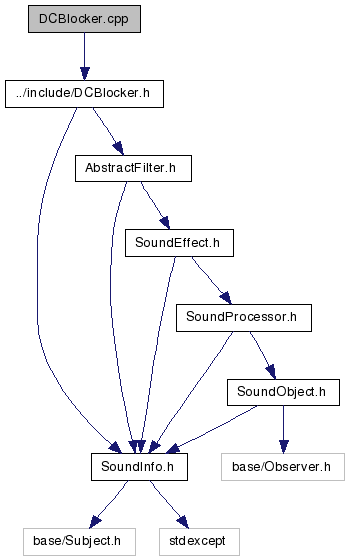 DCBlocker.cpp
../include/DCBlocker.h
AbstractFilter.h
SoundEffect.h
SoundProcessor.h
SoundObject.h
SoundInfo.h
base/Observer.h
base/Subject.h
stdexcept